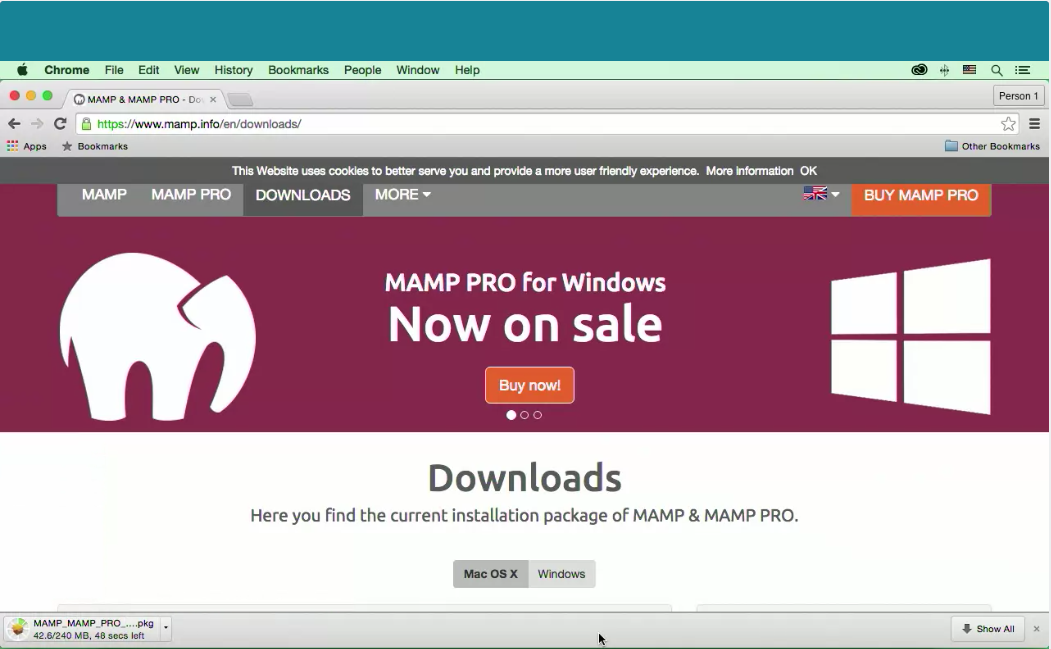 Chrome File Edit View History Bookmarks People Window Help
MAMP & MAMP PRO - Do
Person 1
https://www.mamp.info/en/downloads/
Apps Bookmarks Other Bookmarks
This Website uses cookies to better serve you and provide a more user friendly experience. More information OK
MAMP MAMP PRO DOWNLOADS MORE BUY MAMP PRO
MAMP PRO for Windows
Now on sale
Buy now!
Downloads
Here you find the current installation package of MAMP & MAMP PRO.
Mac OS X Windows
MAMP_MAMP_PRO_....pkg
42.6/240 MB, 48 secs left
Show All